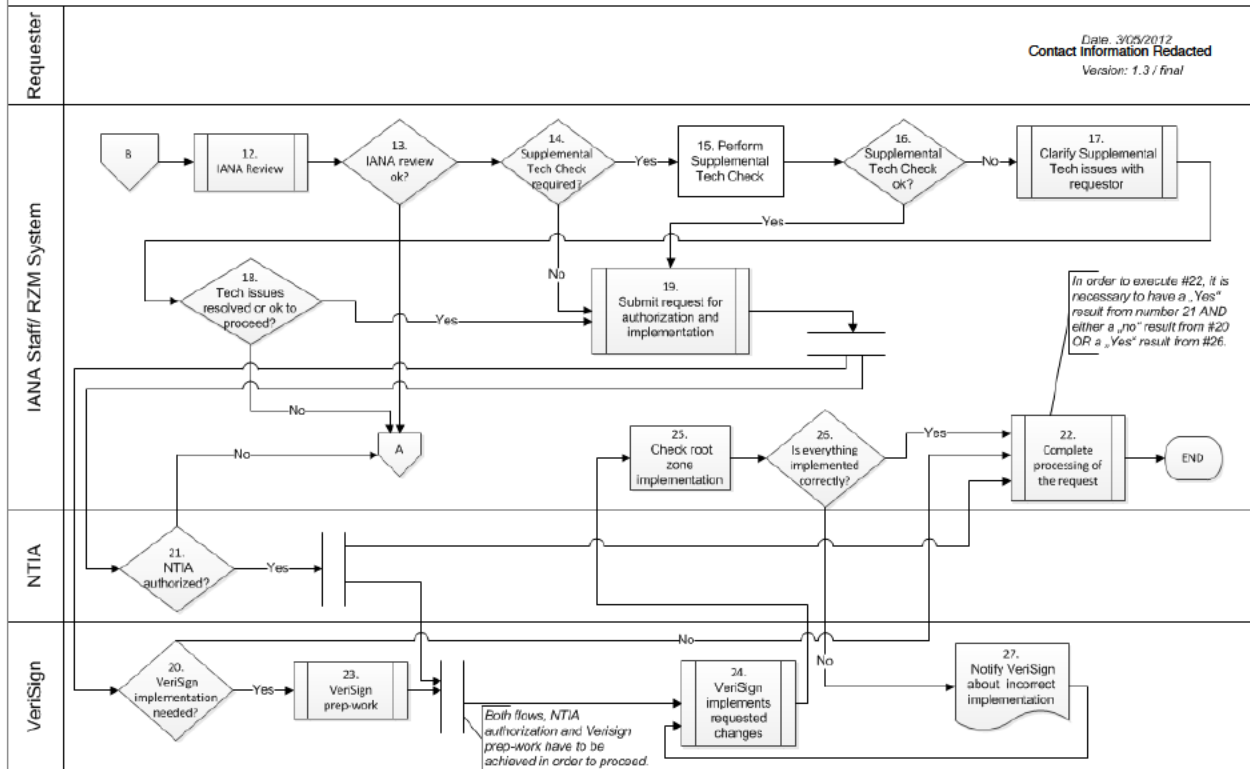 Requester
Date. 3/05/2012
Contact Information Redacted
Version: 1.3 / final
IANA Staff/ RZM System
B
12.
IANA Review
13.
IANA review
ok?
14.
Supplemental
Tech Check
required?
Yes
No
15. Perform
Supplemental
Tech Check
16.
Supplemental
Tech Check
ok?
No
Yes
17.
Clarify Supplemental
Tech issues with
requestor
18.
Tech issues
resolved or ok to
proceed?
Yes
No
19.
Submit request for
authorization and
implementation
In order to execute #22, it is
necessary to have a „Yes"
result from number 21 AND
either a „no" result from #20
OR a „Yes" result from #26.
A
No
25.
Check root
zone
implementation
26.
Is everything
implemented
correctly?
Yes
22.
Complete
processing of
the request
END
NTIA
21.
NTIA
authorized?
Yes
VeriSign
20.
VeriSign
implementation
needed?
No
Yes
23.
VeriSign
prep-work
Both flows, NTIA
authorization and Verisign
prep-work have to be
achieved in order to proceed.
24.
VeriSign
implements
requested
changes
No
27.
Notify VeriSign
about incorrect
implementation